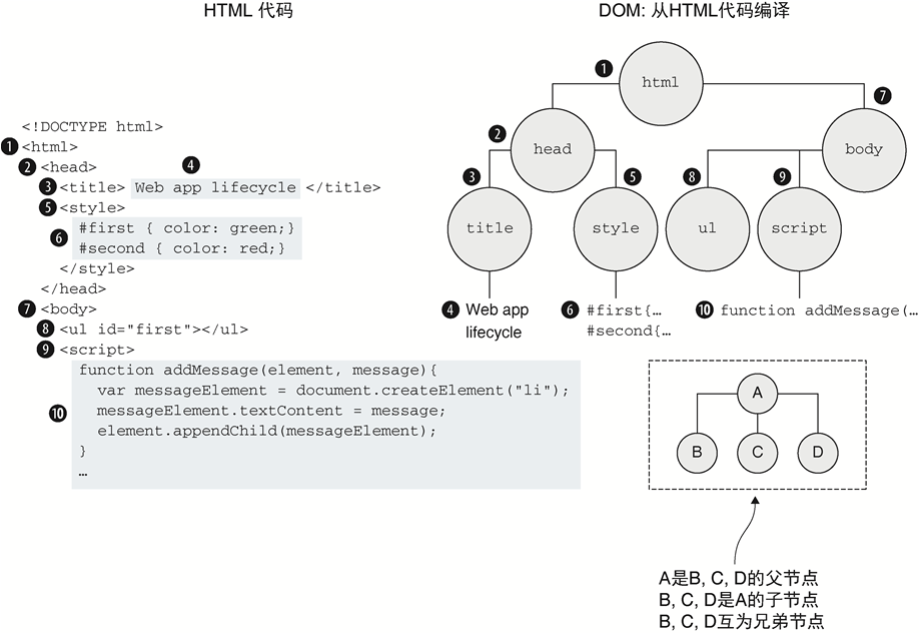 HTML 代码
<!DOCTYPE html>
1 <html>
2 <head>
4
3 <title> Web app lifecycle </title>
5 <style>
#first { color: green;}
6
#second { color: red;}
</style>
</head>
7 <body>
8 <ul id="first"></ul>
9 <script>
function addMessage(element, message){
var messageElement = document.createElement("li");
10 messageElement.textContent = message;
element.appendChild(messageElement);
}
…
DOM: 从HTML代码编译
1 html
7
2 head
body
3 5 8 9
title style ul script
4 Web app
lifecycle
6 #first{…
#second{…
10 function addMessage(…
A
B C D
A是B, C, D的父节点
B, C, D是A的子节点
B, C, D互为兄弟节点